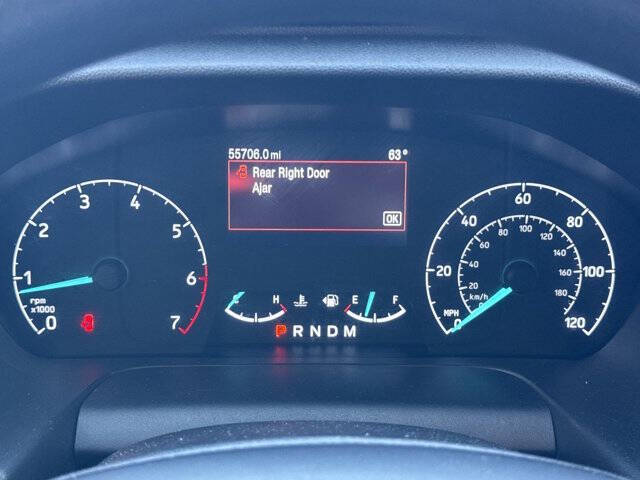 55706.0 mi 63°
Rear Right Door
Ajar
OK
0 1 2 3 4 5 6 7
rpm
x1000
C H
E F
P R N D M
0 20 40 60 80 100 120
MPH
0 20 40 60 80 100 120 140 160 180
km/h